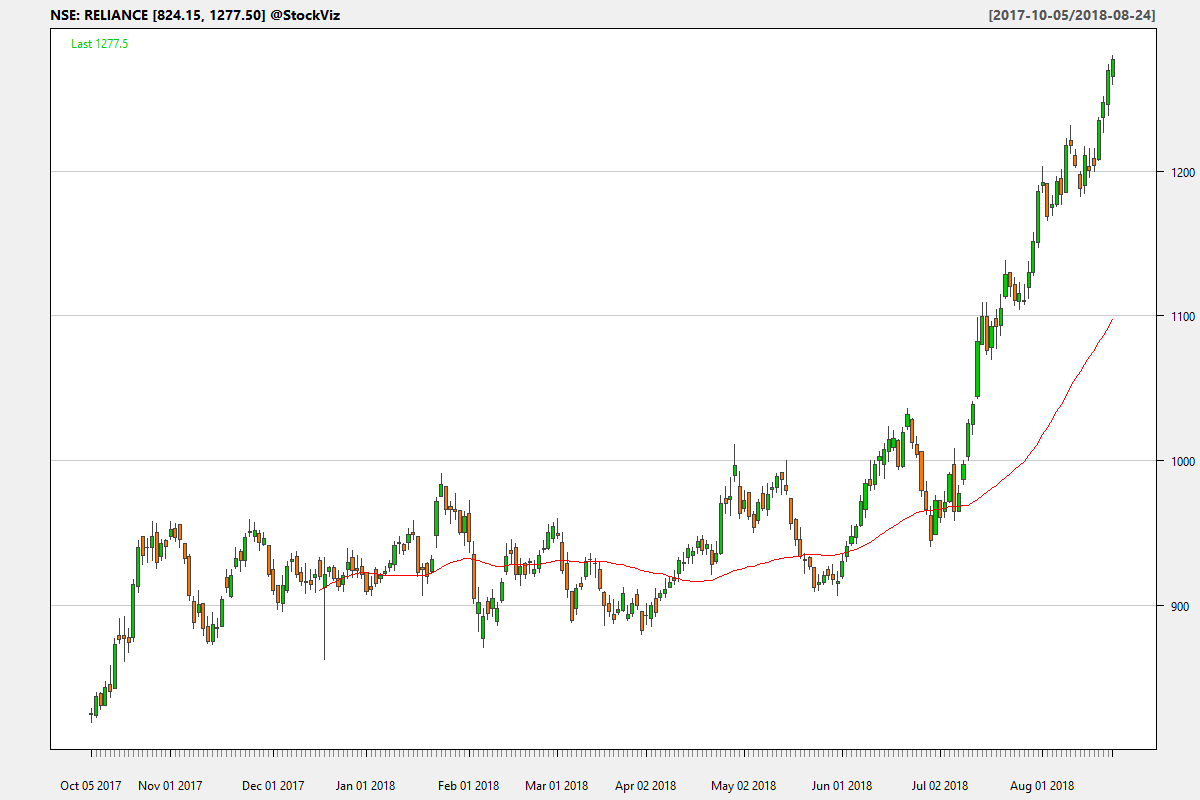 NSE: RELIANCE [824.15, 1277.50] @StockViz [2017-10-05/2018-08-24]
Last 1277.5
1200
1100
1000
900
Oct 05 2017 Nov 01 2017 Dec 01 2017 Jan 01 2018 Feb 01 2018 Mar 01 2018 Apr 02 2018 May 02 2018 Jun 01 2018 Jul 02 2018 Aug 01 2018